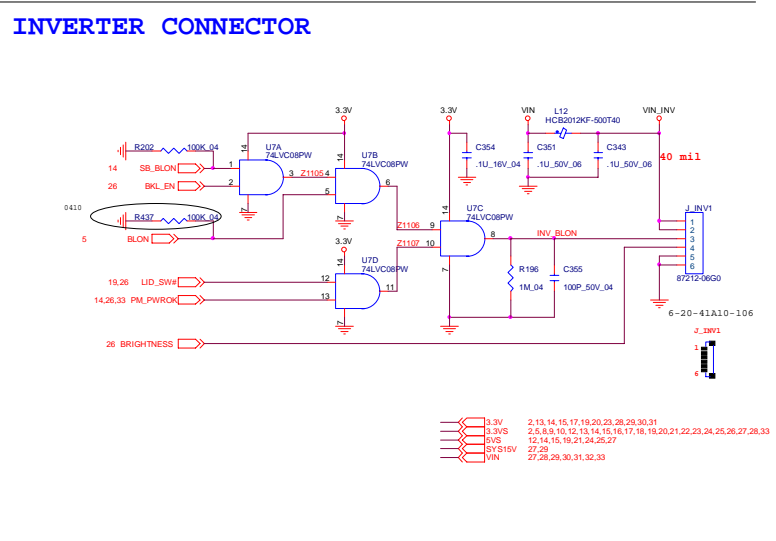 INVERTER CONNECTOR
3.3V
3.3V
VIN
L12
HCB2012KF-500T40
VIN_INV
R202
100K_04
U7A
74LVC08PW
U7B
74LVC08PW
C354
.1U_16V_04
C351
.1U_50V_06
C343
.1U_50V_06
40 mil
14
14
14 SB_BLON
1
3
Z1105
4
6
26 BKL_EN
2
5
7
7
0410
R437
100K_04
5 BLON
U7C
74LVC08PW
14
J_INV1
1
2
3
4
5
6
87212-06G0
Z1106
9
8
INV_BLON
Z1107
10
7
3.3V
U7D
74LVC08PW
14
19,26 LID_SW#
12
11
14,26,33 PM_PWROK
13
7
R196
1M_04
C355
100P_50V_04
6-20-41A10-106
J_INV1
1
6
26 BRIGHTNESS
3.3V 2,13,14,15,17,19,20,23,28,29,30,31
3.3VS 2,5,8,9,10,12,13,14,15,16,17,18,19,20,21,22,23,24,25,26,27,28,33
5VS 12,14,15,19,21,24,25,27
SYS15V 27,29
VIN 27,28,29,30,31,32,33